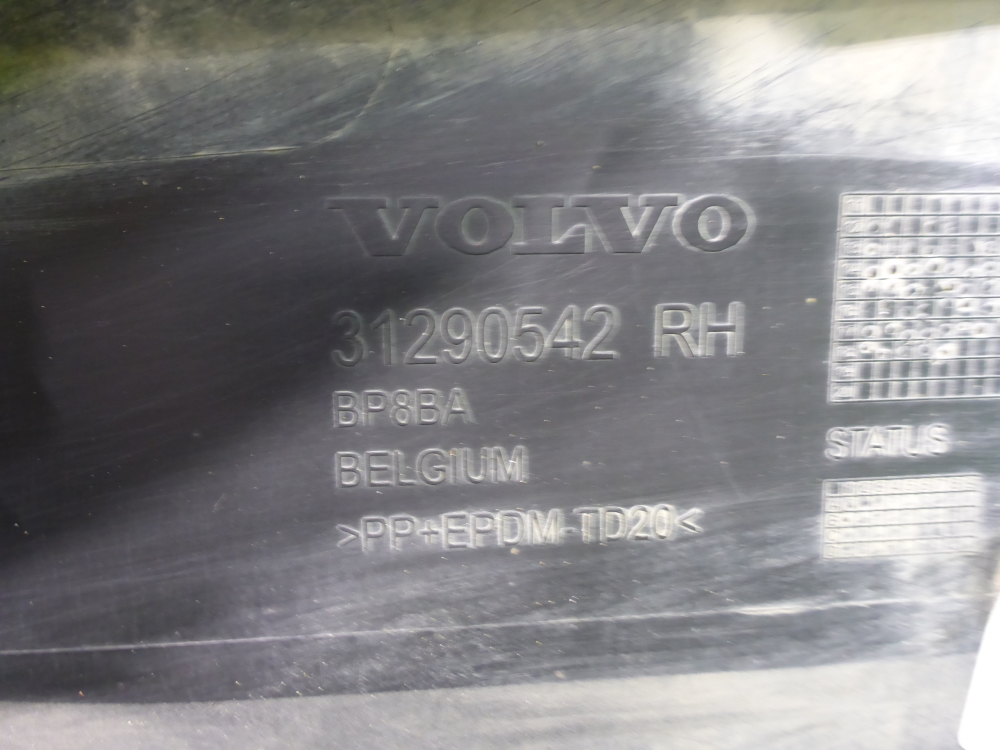 VOLVO
31290542 RH
BP8BA
BELGIUM
>PP+EPDM-TD20<
STATUS